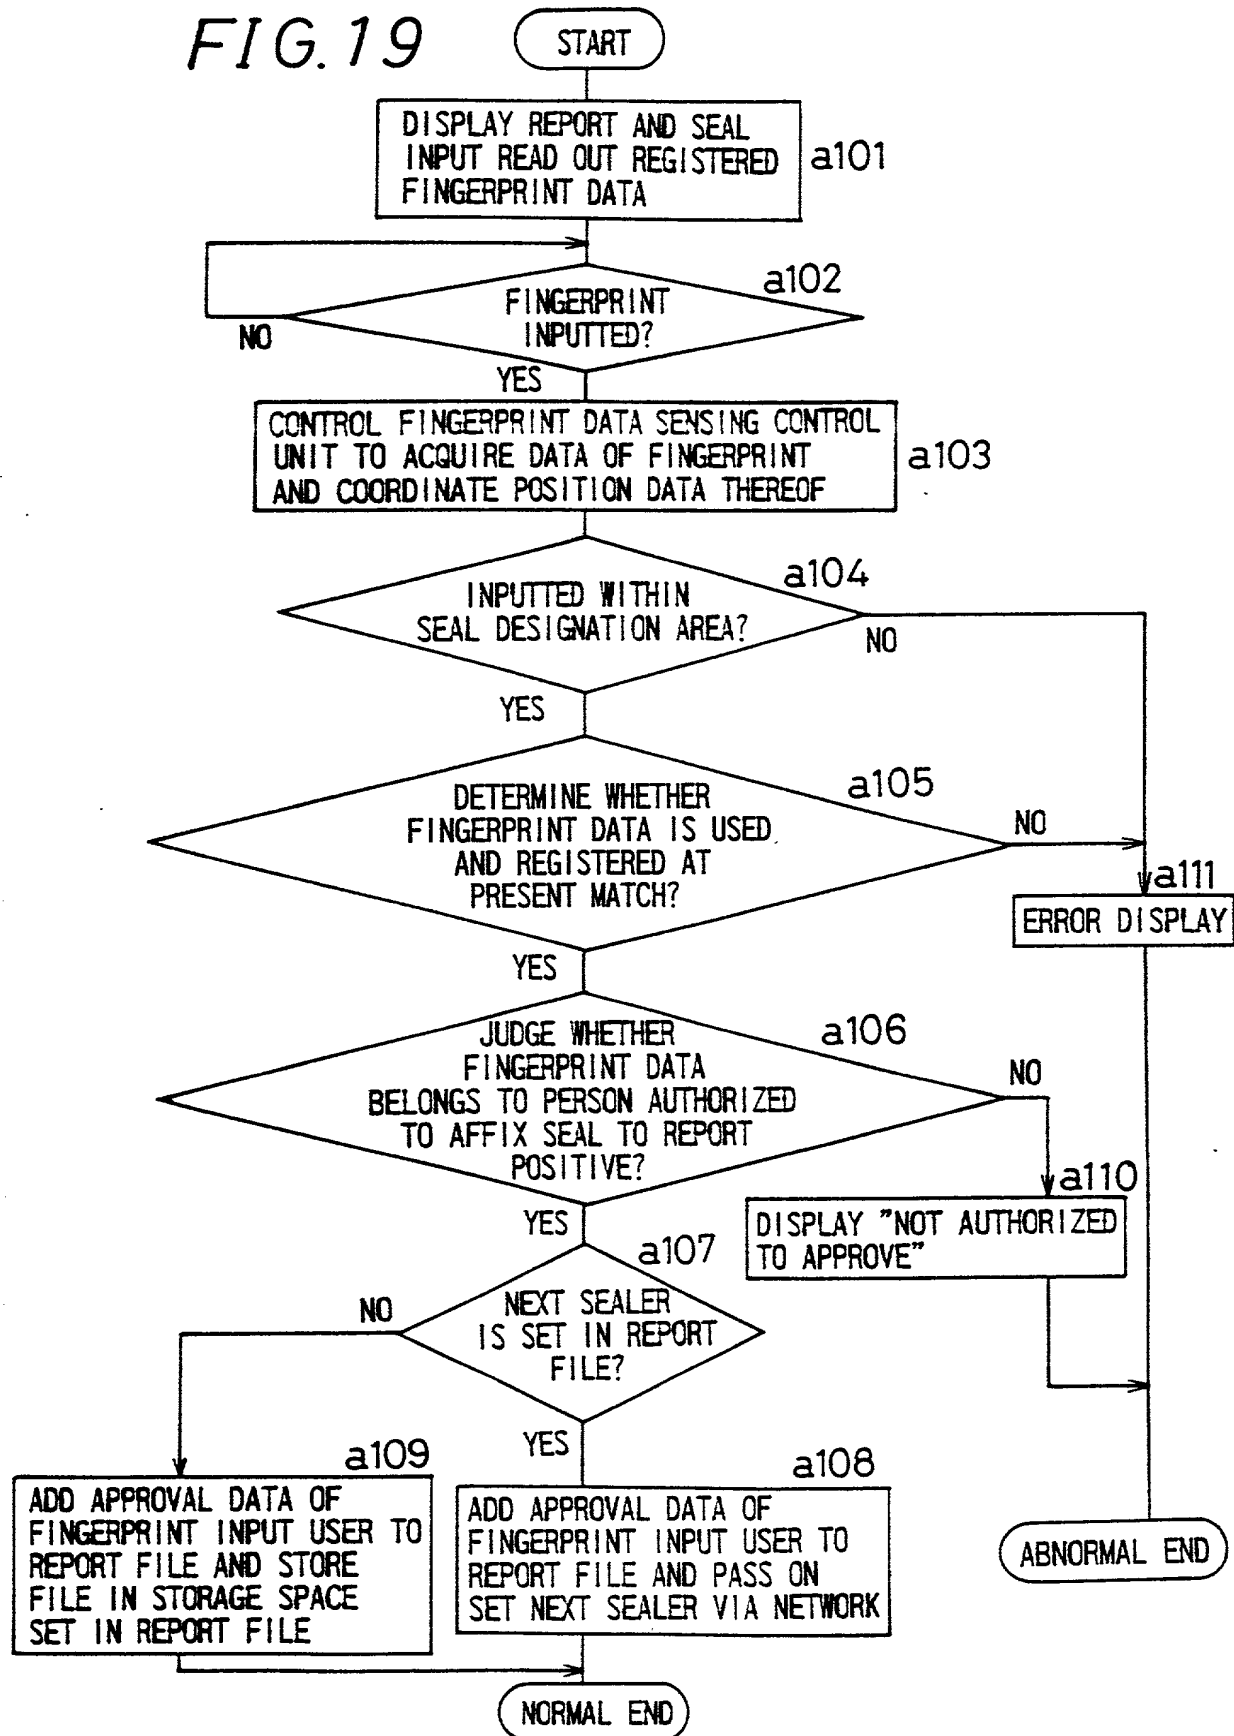 FIG. 19
START
DISPLAY REPORT AND SEAL
INPUT READ OUT REGISTERED
FINGERPRINT DATA
a101
a102
FINGERPRINT
INPUTTED?
NO
YES
CONTROL FINGERPRINT DATA SENSING CONTROL
UNIT TO ACQUIRE DATA OF FINGERPRINT
AND COORDINATE POSITION DATA THEREOF
a103
a104
INPUTTED WITHIN
SEAL DESIGNATION AREA?
NO
YES
a105
DETERMINE WHETHER
FINGERPRINT DATA IS USED
AND REGISTERED AT
PRESENT MATCH?
NO
a111
ERROR DISPLAY
YES
a106
JUDGE WHETHER
FINGERPRINT DATA
BELONGS TO PERSON AUTHORIZED
TO AFFIX SEAL TO REPORT
POSITIVE?
NO
a110
DISPLAY "NOT AUTHORIZED
TO APPROVE"
YES
a107
NEXT SEALER
IS SET IN REPORT
FILE?
NO
YES
a109
ADD APPROVAL DATA OF
FINGERPRINT INPUT USER TO
REPORT FILE AND STORE
FILE IN STORAGE SPACE
SET IN REPORT FILE
a108
ADD APPROVAL DATA OF
FINGERPRINT INPUT USER TO
REPORT FILE AND PASS ON
SET NEXT SEALER VIA NETWORK
ABNORMAL END
NORMAL END